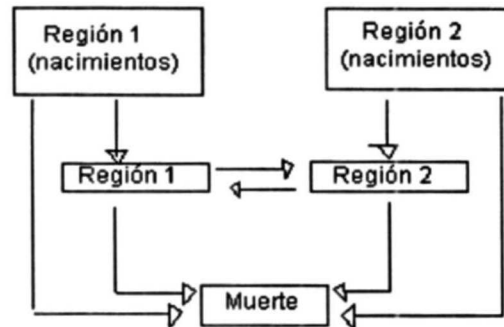 Región 1
(nacimientos)
Región 2
(nacimientos)
Región 1
Región 2
Muerte